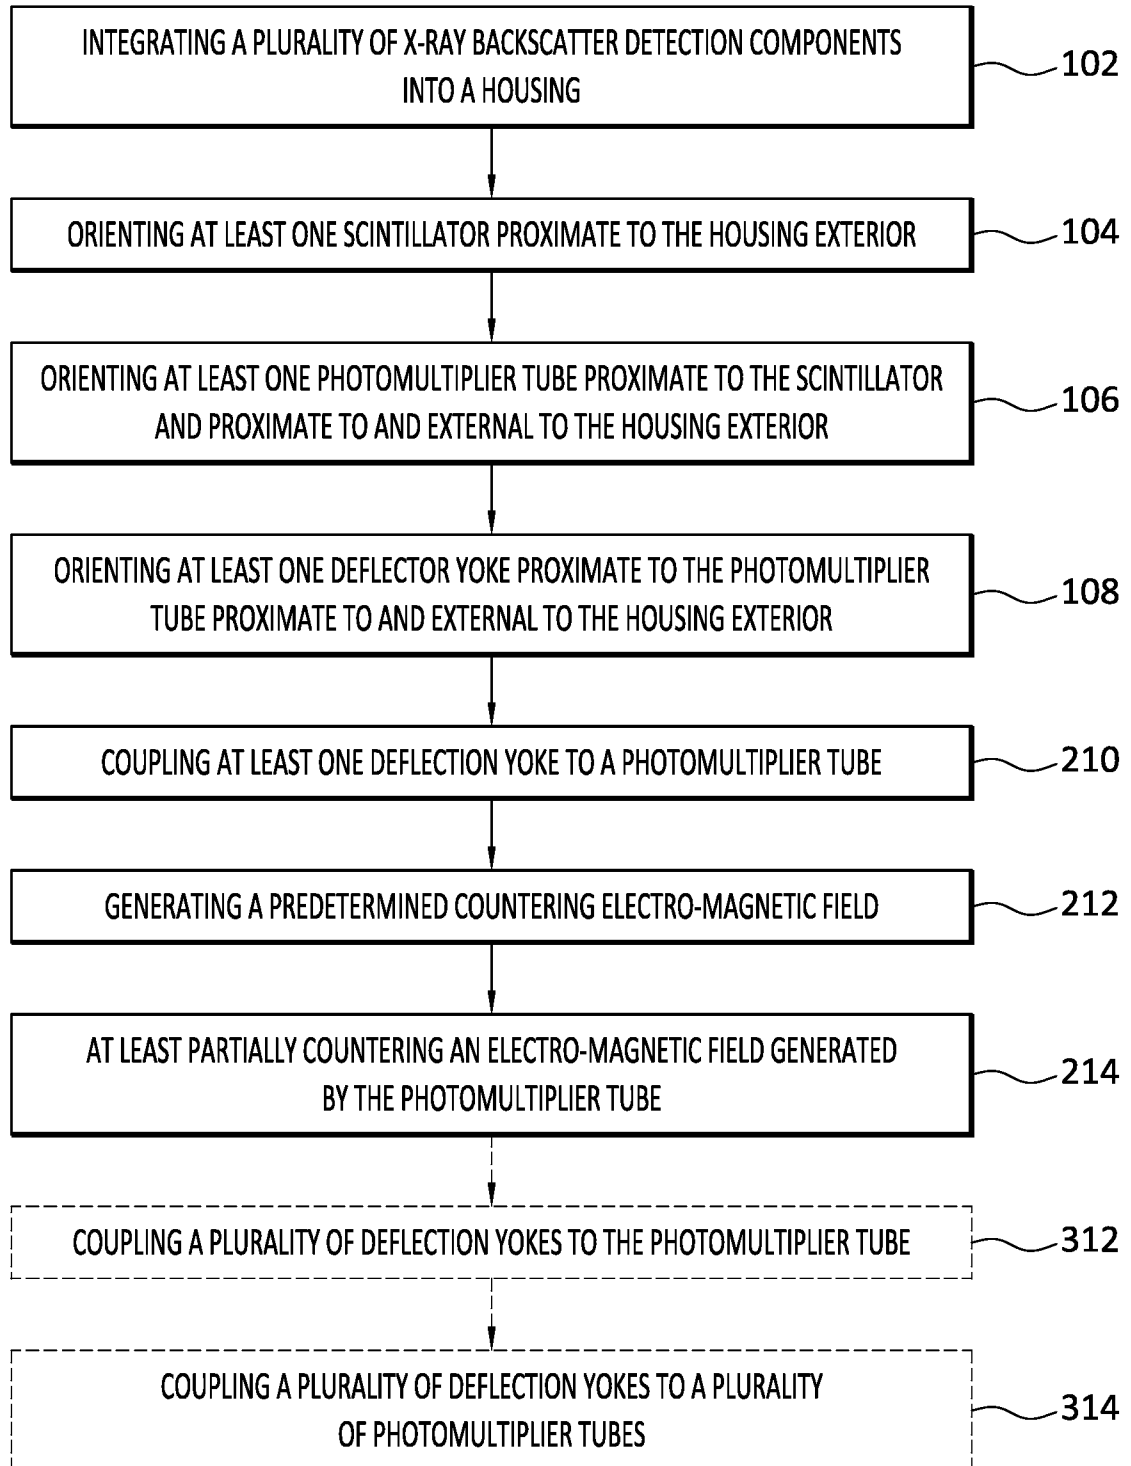 INTEGRATING A PLURALITY OF X-RAY BACKSCATTER DETECTION COMPONENTS
INTO A HOUSING
102
ORIENTING AT LEAST ONE SCINTILLATOR PROXIMATE TO THE HOUSING EXTERIOR
104
ORIENTING AT LEAST ONE PHOTOMULTIPLIER TUBE PROXIMATE TO THE SCINTILLATOR
AND PROXIMATE TO AND EXTERNAL TO THE HOUSING EXTERIOR
106
ORIENTING AT LEAST ONE DEFLECTOR YOKE PROXIMATE TO THE PHOTOMULTIPLIER
TUBE PROXIMATE TO AND EXTERNAL TO THE HOUSING EXTERIOR
108
COUPLING AT LEAST ONE DEFLECTION YOKE TO A PHOTOMULTIPLIER TUBE
210
GENERATING A PREDETERMINED COUNTERING ELECTRO-MAGNETIC FIELD
212
AT LEAST PARTIALLY COUNTERING AN ELECTRO-MAGNETIC FIELD GENERATED
BY THE PHOTOMULTIPLIER TUBE
214
COUPLING A PLURALITY OF DEFLECTION YOKES TO THE PHOTOMULTIPLIER TUBE
312
COUPLING A PLURALITY OF DEFLECTION YOKES TO A PLURALITY
OF PHOTOMULTIPLIER TUBES
314